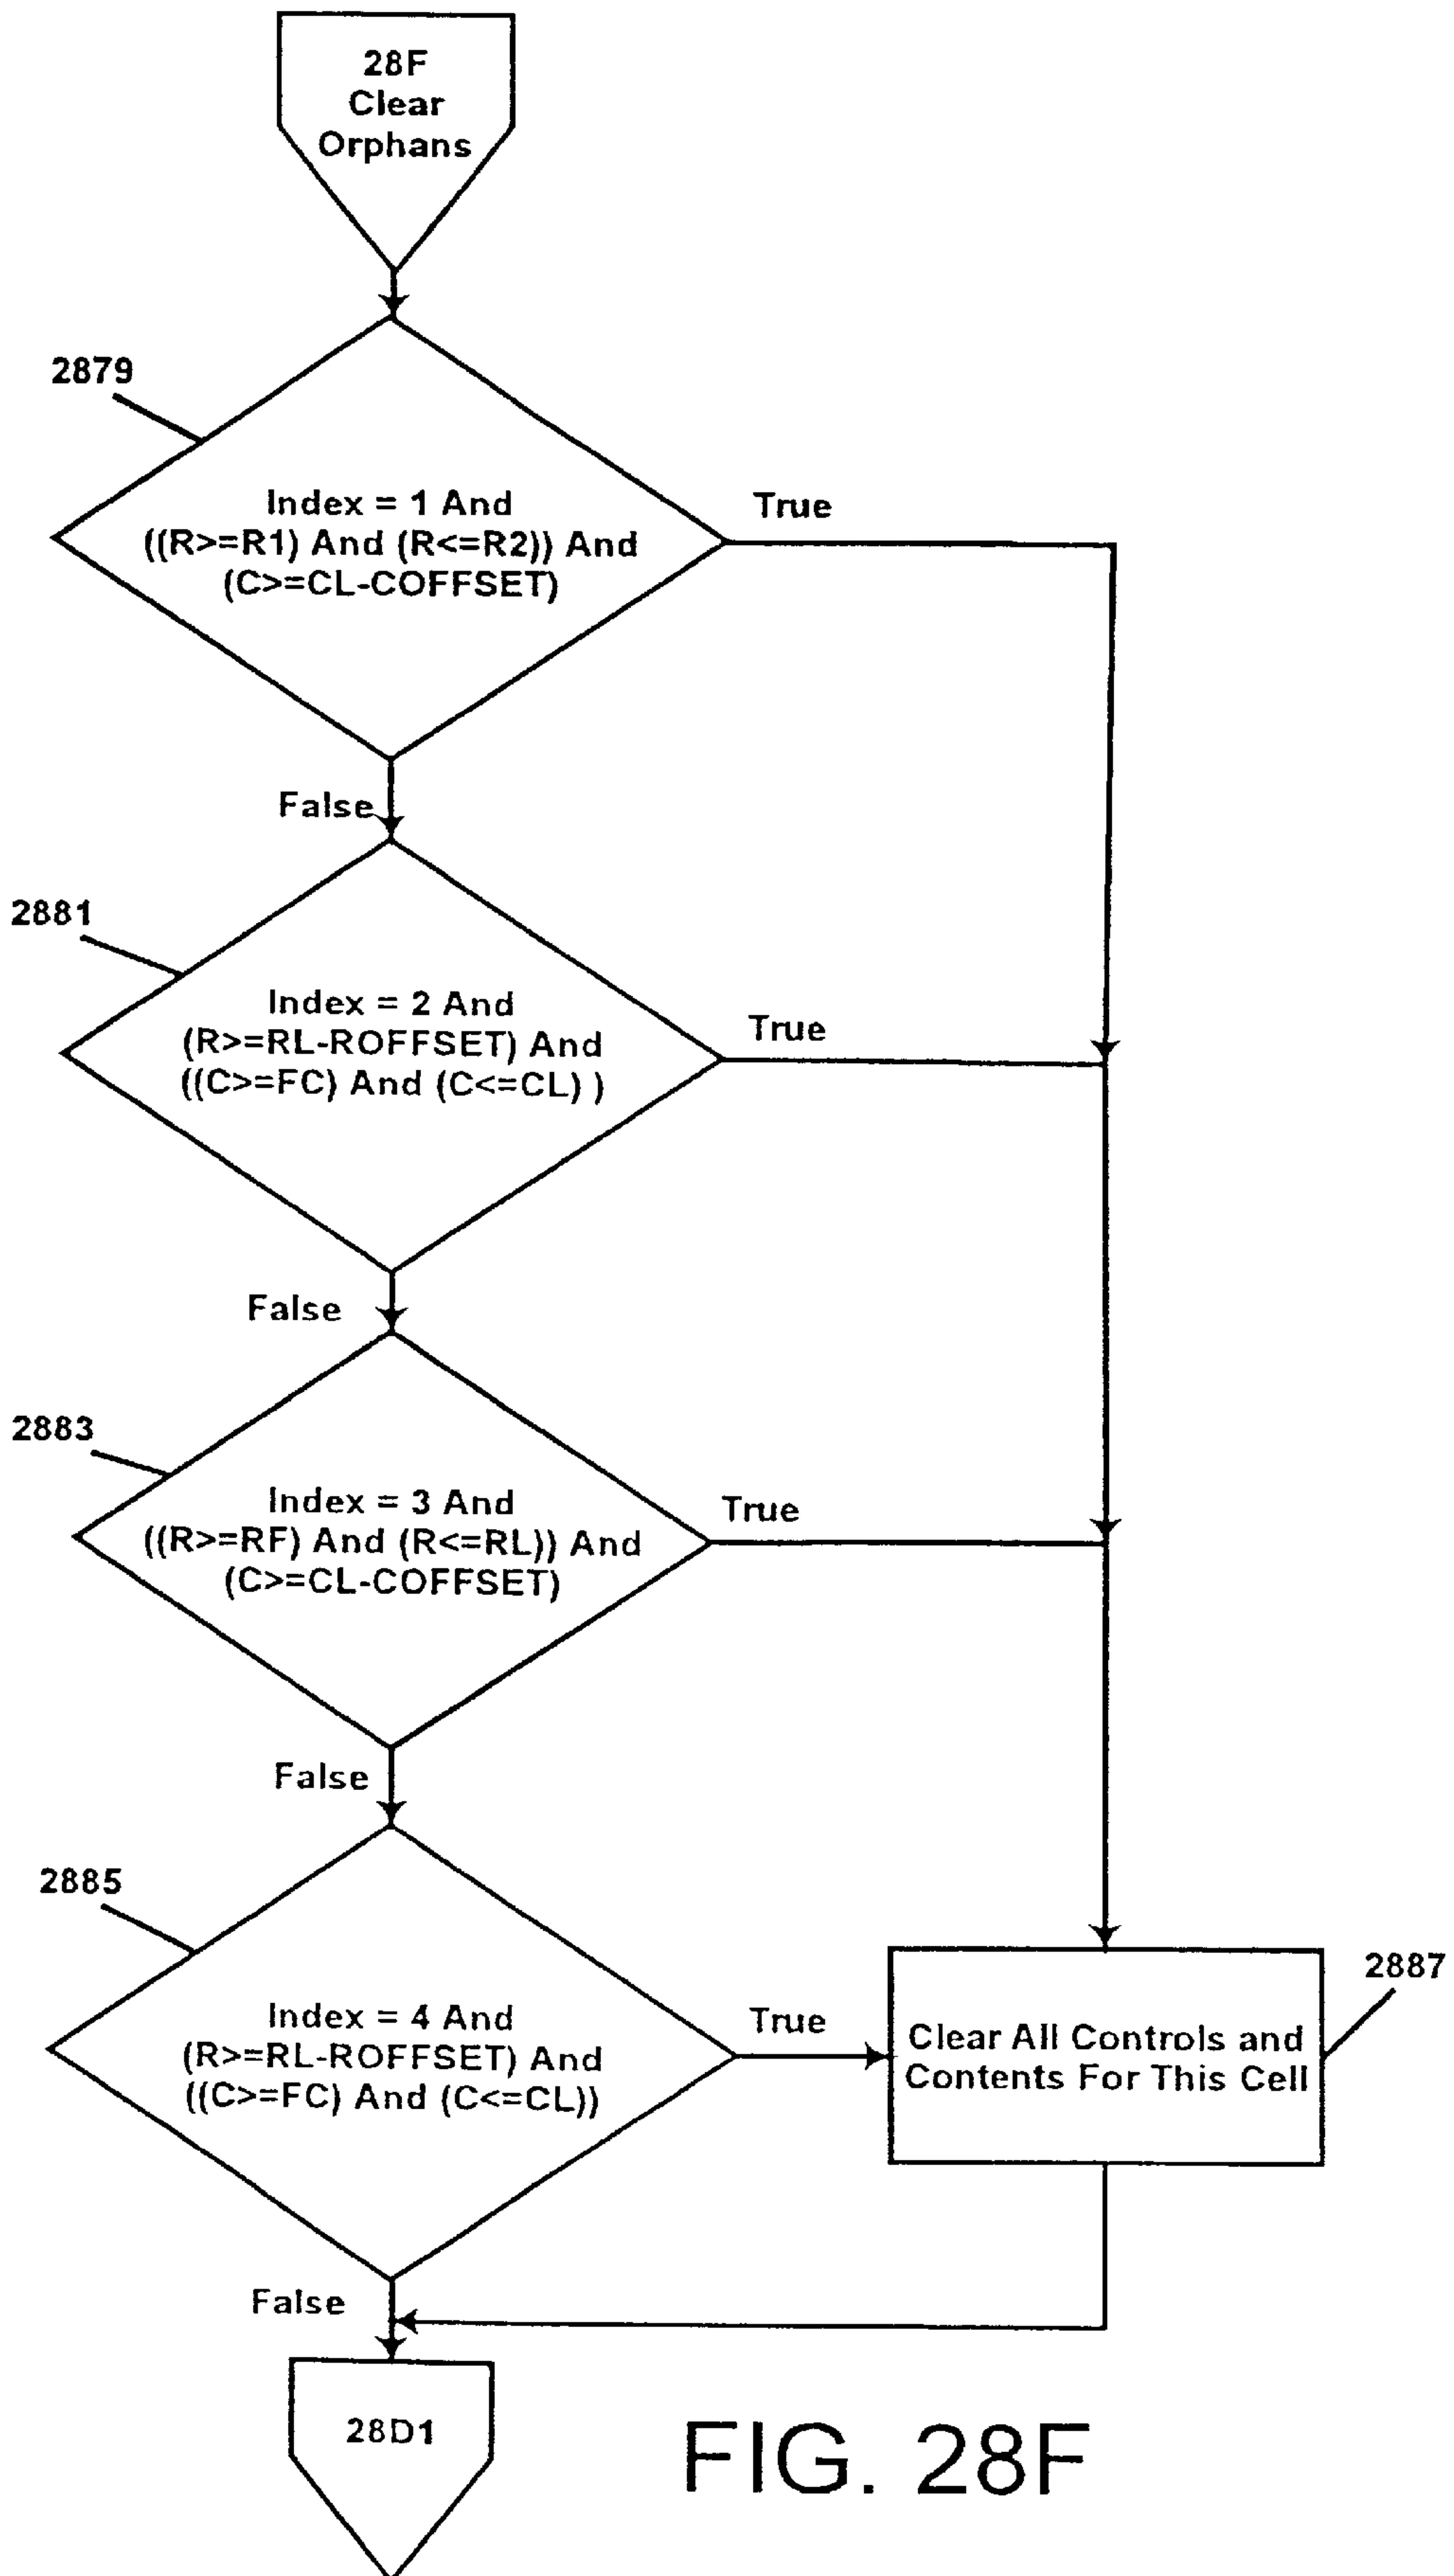 28F
Clear
Orphans
2879
Index = 1 And
((R>=R1) And (R<=R2)) And
(C>=CL-COFFSET)
True
False
2881
Index = 2 And
(R>=RL-ROFFSET) And
((C>=FC) And (C<=CL) )
True
False
2883
Index = 3 And
((R>=RF) And (R<=RL)) And
(C>=CL-COFFSET)
True
False
2885
Index = 4 And
(R>=RL-ROFFSET) And
((C>=FC) And (C<=CL))
True
2887
Clear All Controls and
Contents For This Cell
False
28D1
FIG. 28F